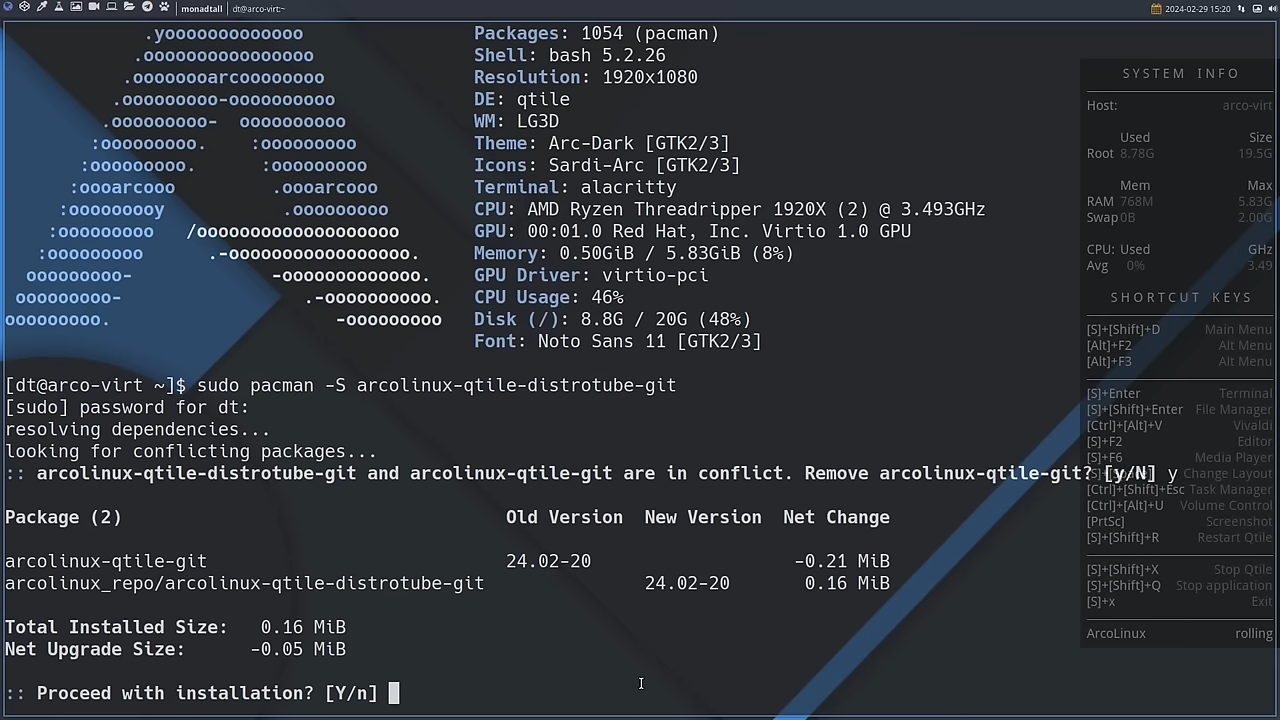 monadtall dt@arco-virt:~ 2024-02-29 15:20
.yooooooooooooo Packages: 1054 (pacman)
.oooooooooooooooo Shell: bash 5.2.26
.ooooooooarcoooooooo Resolution: 1920x1080
.ooooooooo-oooooooooo DE: qtile
.ooooooooo- oooooooooo WM: LG3D
:ooooooooo. :ooooooooo Theme: Arc-Dark [GTK2/3]
:ooooooooo. :ooooooooo Icons: Sardi-Arc [GTK2/3]
:oooarcooo .oooarcooo Terminal: alacritty
:ooooooooy .ooooooooo CPU: AMD Ryzen Threadripper 1920X (2) @ 3.493GHz
:ooooooooo /ooooooooooooooooooo GPU: 00:01.0 Red Hat, Inc. Virtio 1.0 GPU
:ooooooooo .-ooooooooooooooooo. Memory: 0.50GiB / 5.83GiB (8%)
ooooooooo- -ooooooooooooo. GPU Driver: virtio-pci
ooooooooo- .-oooooooooo. CPU Usage: 46%
ooooooooo. -ooooooooo Disk (/): 8.8G / 20G (48%)
Font: Noto Sans 11 [GTK2/3]
[dt@arco-virt ~]$ sudo pacman -S arcolinux-qtile-distrotube-git
[sudo] password for dt:
resolving dependencies...
looking for conflicting packages...
:: arcolinux-qtile-distrotube-git and arcolinux-qtile-git are in conflict. Remove arcolinux-qtile-git? [y/N] y
Package (2) Old Version New Version Net Change
arcolinux-qtile-git 24.02-20 -0.21 MiB
arcolinux_repo/arcolinux-qtile-distrotube-git 24.02-20 0.16 MiB
Total Installed Size: 0.16 MiB
Net Upgrade Size: -0.05 MiB
:: Proceed with installation? [Y/n]
SYSTEM INFO
Host: arco-virt
Used Size
Root 8.78G 19.5G
Mem Max
RAM 768M 5.83G
Swap 0B 2.00G
CPU: Used GHz
Avg 0% 3.49
SHORTCUT KEYS
[S]+[Shift]+D Main Menu
[Alt]+F2 Alt Menu
[Alt]+F3 Alt Menu
[S]+Enter Terminal
[S]+[Shift]+Enter File Manager
[Ctrl]+[Alt]+V Vivaldi
[S]+F2 Editor
[S]+F6 Media Player
Change Layout
[Ctrl]+[Shift]+Esc Task Manager
[Ctrl]+[Alt]+U Volume Control
[PrtSc] Screenshot
[S]+[Shift]+R Restart Qtile
[S]+[Shift]+X Stop Qtile
[S]+[Shift]+Q Stop application
[S]+x Exit
ArcoLinux rolling